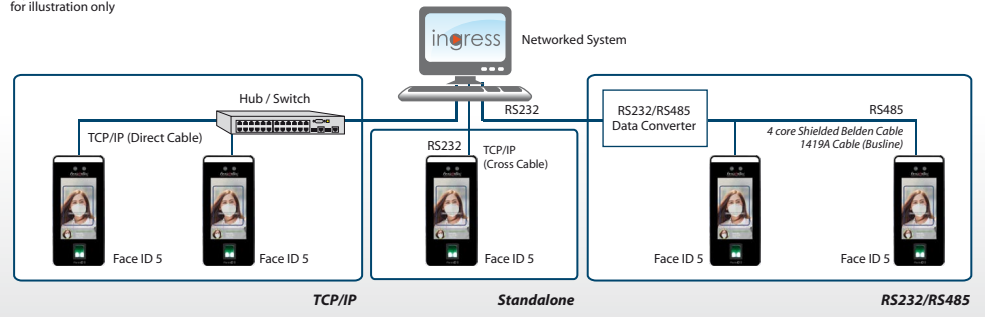 for illustration only
ingress
Networked System
Hub / Switch
RS232
RS232/RS485
Data Converter
RS485
TCP/IP (Direct Cable)
RS232
TCP/IP
(Cross Cable)
4 core Shielded Belden Cable
1419A Cable (Busline)
Face ID 5
Face ID 5
Face ID 5
Face ID 5
Face ID 5
TCP/IP
Standalone
RS232/RS485